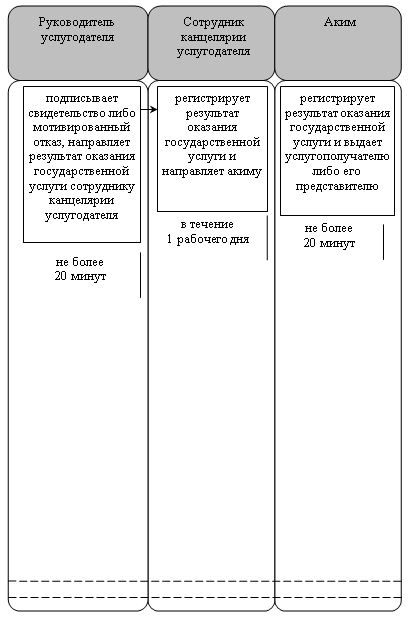 Руководитель
услугодателя
Сотрудник
канцелярии
услугодателя
Аким
подписывает
свидетельство либо
мотивированный
отказ, направляет
результат оказания
государственной
услуги сотруднику
канцелярии
услугодателя
не более
20 минут
регистрирует
результат
оказания
государственной
услуги и
направляет акиму
в течение
1 рабочего дня
регистрирует
результат оказания
государственной
услуги и выдает
услугополучателю
либо его
представителю
не более
20 минут